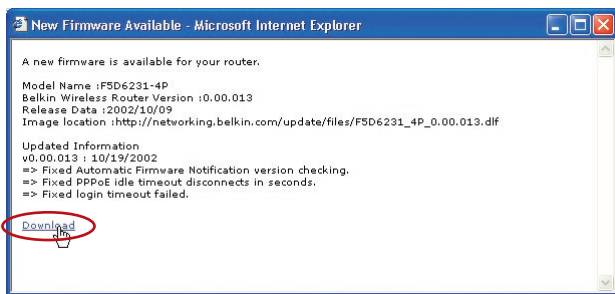 New Firmware Available - Microsoft Internet Explorer
A new firmware is available for your router.
Model Name :F5D6231-4P
Belkin Wireless Router Version :0.00.013
Release Data :2002/10/09
Image location :http://networking.belkin.com/update/files/F5D6231_4P_0.00.013.dlf
Updated Information
v0.00.013 : 10/19/2002
=> Fixed Automatic Firmware Notification version checking.
=> Fixed PPPoE idle timeout disconnects in seconds.
=> Fixed login timeout failed.
Download